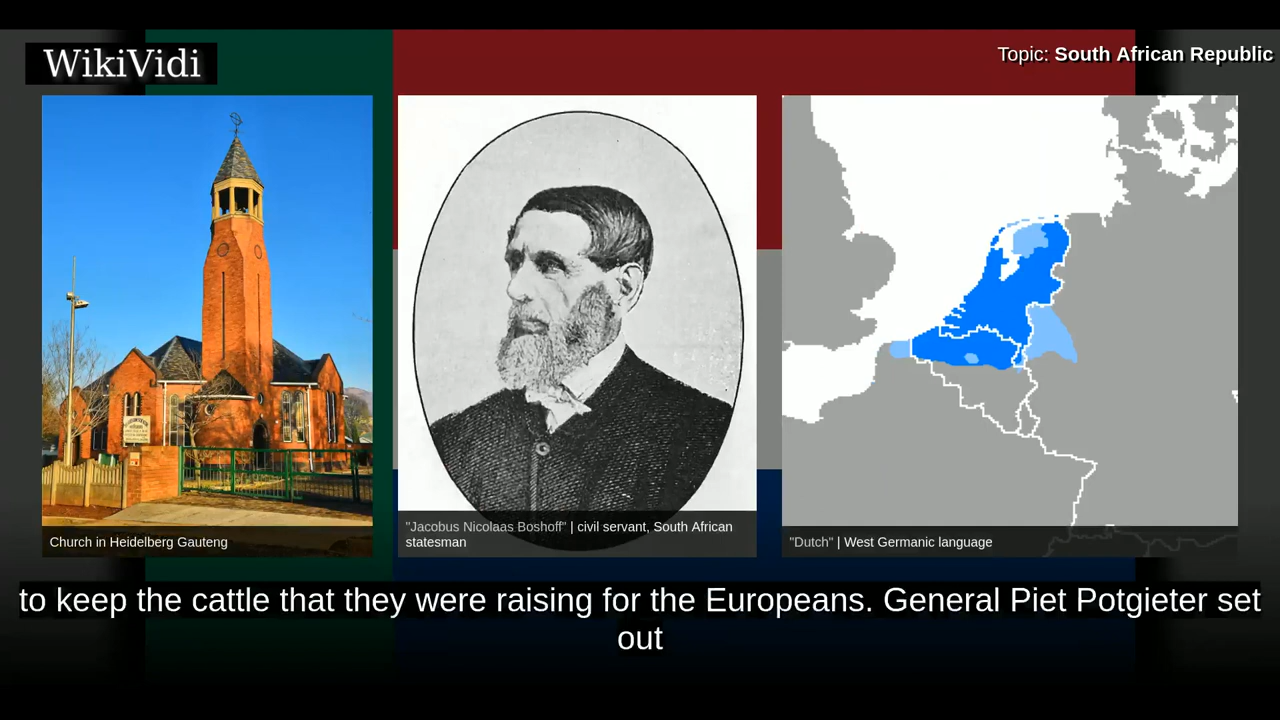 WikiVidi
Topic: South African Republic
Church in Heidelberg Gauteng
"Jacobus Nicolaas Boshoff" | civil servant, South African
statesman
"Dutch" | West Germanic language
to keep the cattle that they were raising for the Europeans. General Piet Potgieter set
out